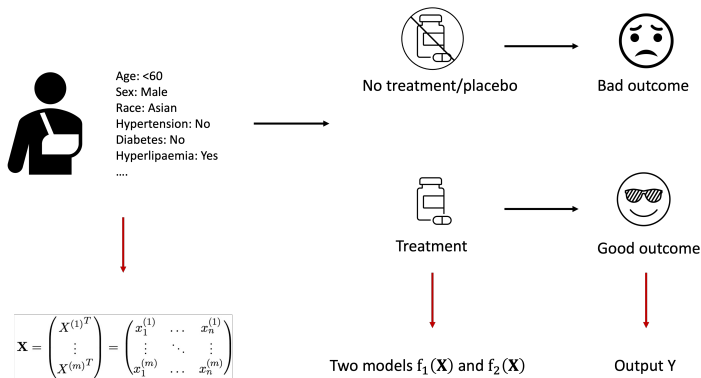 Age: <60
Sex: Male
Race: Asian
Hypertension: No
Diabetes: No
Hyperlipaemia: Yes
....
No treatment/placebo
Bad outcome
Treatment
Good outcome
𝐗 = (X^{(1)^T} ⋮ X^{(m)^T}) = (x_1^{(1)} … x_n^{(1)} ⋮ ⋱ ⋮ x_1^{(m)} … x_n^{(m)})
Two models f₁(𝐗) and f₂(𝐗)
Output Y